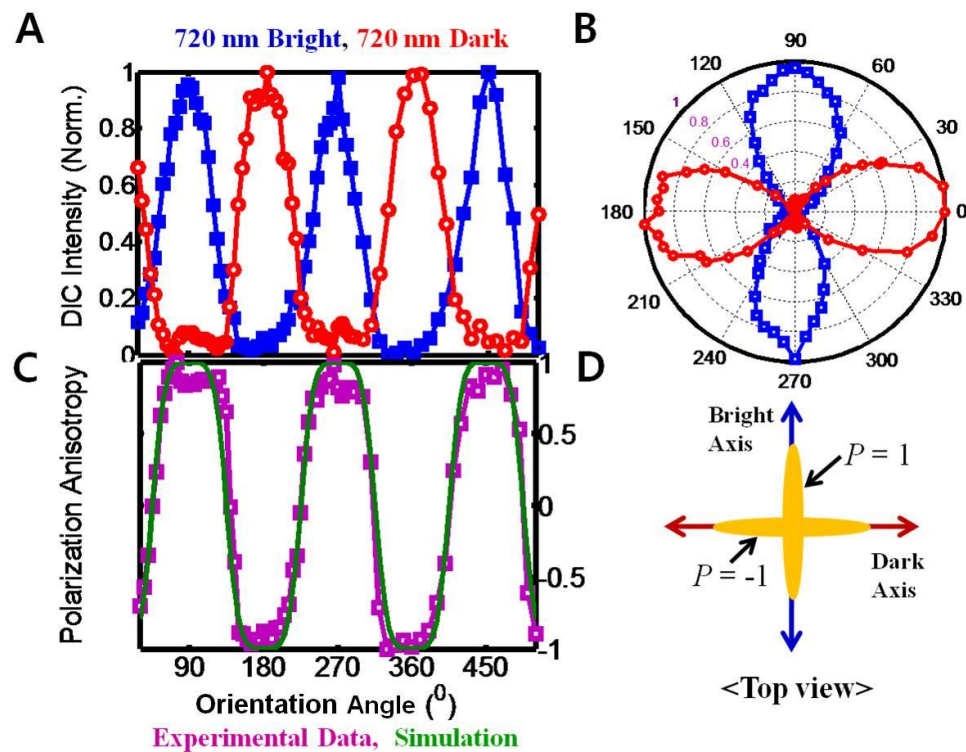 A
720 nm Bright, 720 nm Dark
DIC Intensity (Norm.)
1
0.8
0.6
0.4
0.2
0
B
90
120
60
150
30
180
0
210
330
240
300
270
1
0.8
0.6
0.4
C
Polarization Anisotropy
1
0.5
0
-0.5
-1
90 180 270 360 450
Orientation Angle (⁰)
Experimental Data, Simulation
D
Bright
Axis
P = 1
P = -1
Dark
Axis
<Top view>